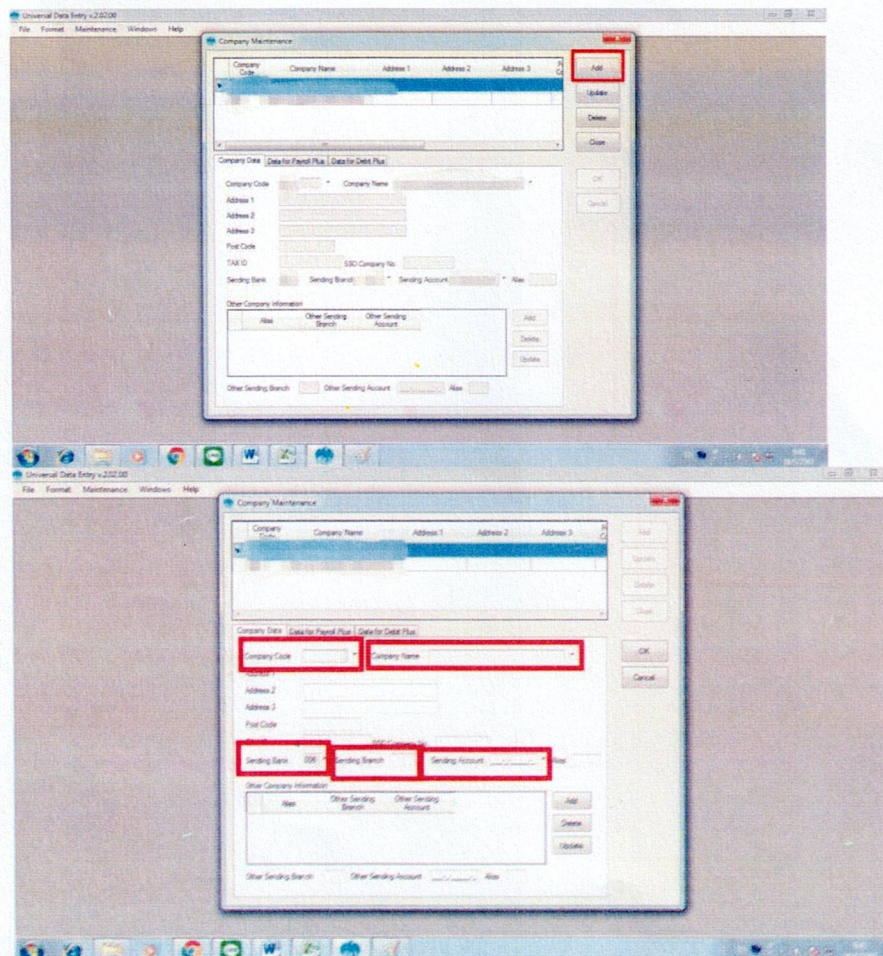 Universal Data Entry v.2.02.00
File Format Maintenance Windows Help
Company Maintenance
Company Code Company Name Address 1 Address 2 Address 3
Add
Update
Delete
Close
Company Data Data for Payroll Plus Data for Debit Plus
OK
Cancel
Company Code * Company Name *
Address 1
Address 2
Address 3
Post Code
TAX ID SSO Company No
Sending Bank Sending Branch * Sending Account * Alias
Other Company Information
Alias Other Sending Branch Other Sending Account
Add
Delete
Update
Other Sending Branch Other Sending Account Alias
Universal Data Entry v.2.02.00
File Format Maintenance Windows Help
Company Maintenance
Company Company Name Address 1 Address 2 Address 3
Add
Update
Delete
Close
Company Data Data for Payroll Plus Data for Debit Plus
Company Code * Company Name *
OK
Cancel
Address 2
Address 3
Post Code
SSO Company No
Sending Bank 006 Sending Branch Sending Account * Alias
Other Company Information
Alias Other Sending Branch Other Sending Account
Add
Delete
Update
Other Sending Branch Other Sending Account Alias